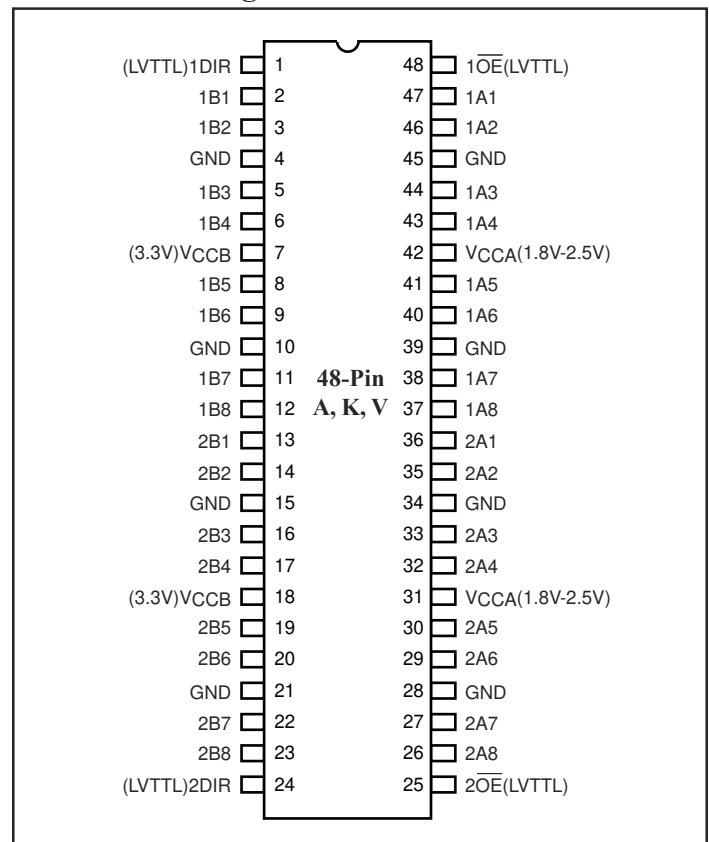 (LVTTL)1DIR 1 48 1O̅E̅(LVTTL)
1B1 2 47 1A1
1B2 3 46 1A2
GND 4 45 GND
1B3 5 44 1A3
1B4 6 43 1A4
(3.3V)VCCB 7 42 VCCA(1.8V-2.5V)
1B5 8 41 1A5
1B6 9 40 1A6
GND 10 39 GND
1B7 11 48-Pin 38 1A7
1B8 12 A, K, V 37 1A8
2B1 13 36 2A1
2B2 14 35 2A2
GND 15 34 GND
2B3 16 33 2A3
2B4 17 32 2A4
(3.3V)VCCB 18 31 VCCA(1.8V-2.5V)
2B5 19 30 2A5
2B6 20 29 2A6
GND 21 28 GND
2B7 22 27 2A7
2B8 23 26 2A8
(LVTTL)2DIR 24 25 2O̅E̅(LVTTL)